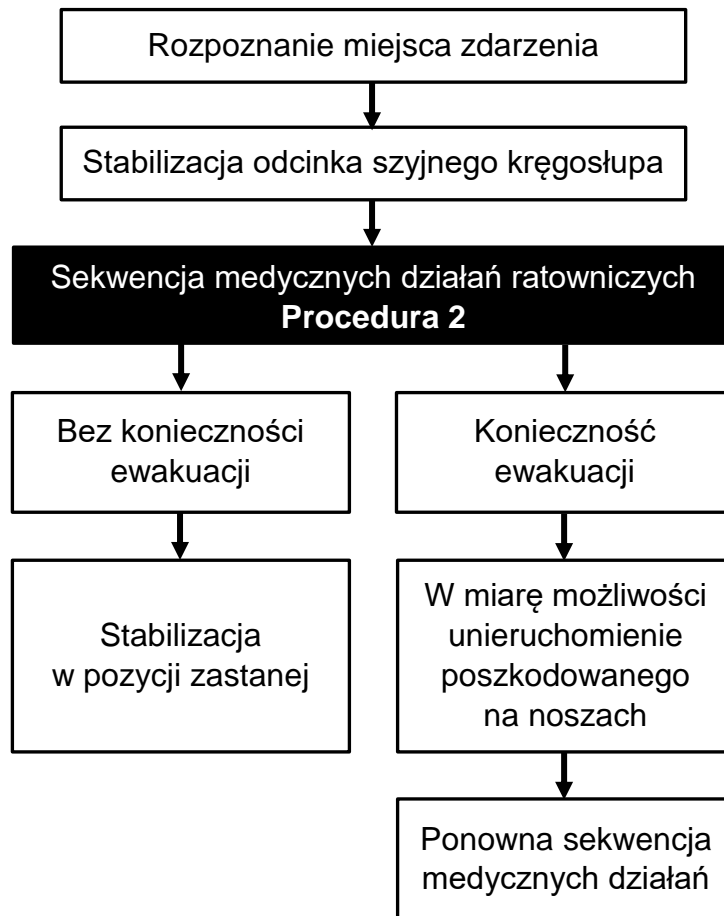 Rozpoznanie miejsca zdarzenia
Stabilizacja odcinka szyjnego kręgosłupa
Sekwencja medycznych działań ratowniczych
Procedura 2
Bez konieczności
ewakuacji
Konieczność
ewakuacji
Stabilizacja
w pozycji zastanej
W miarę możliwości
unieruchomienie
poszkodowanego
na noszach
Ponowna sekwencja
medycznych działań